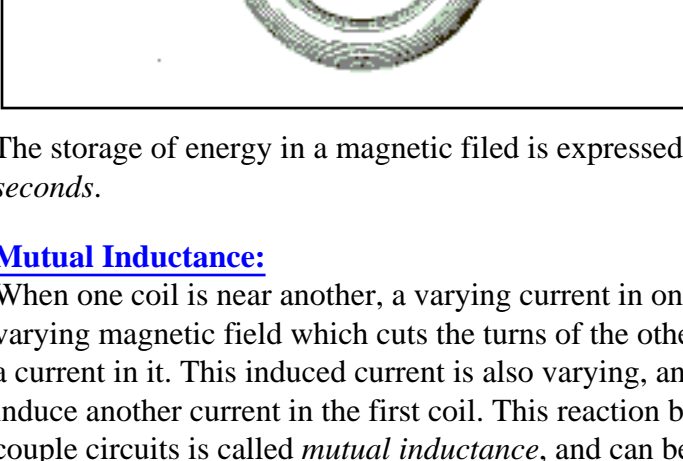 The storage of energy in a magnetic filed is expressed
seconds.
Mutual Inductance:
When one coil is near another, a varying current in on
varying magnetic field which cuts the turns of the othe
a current in it. This induced current is also varying, an
induce another current in the first coil. This reaction b
couple circuits is called mutual inductance, and can be